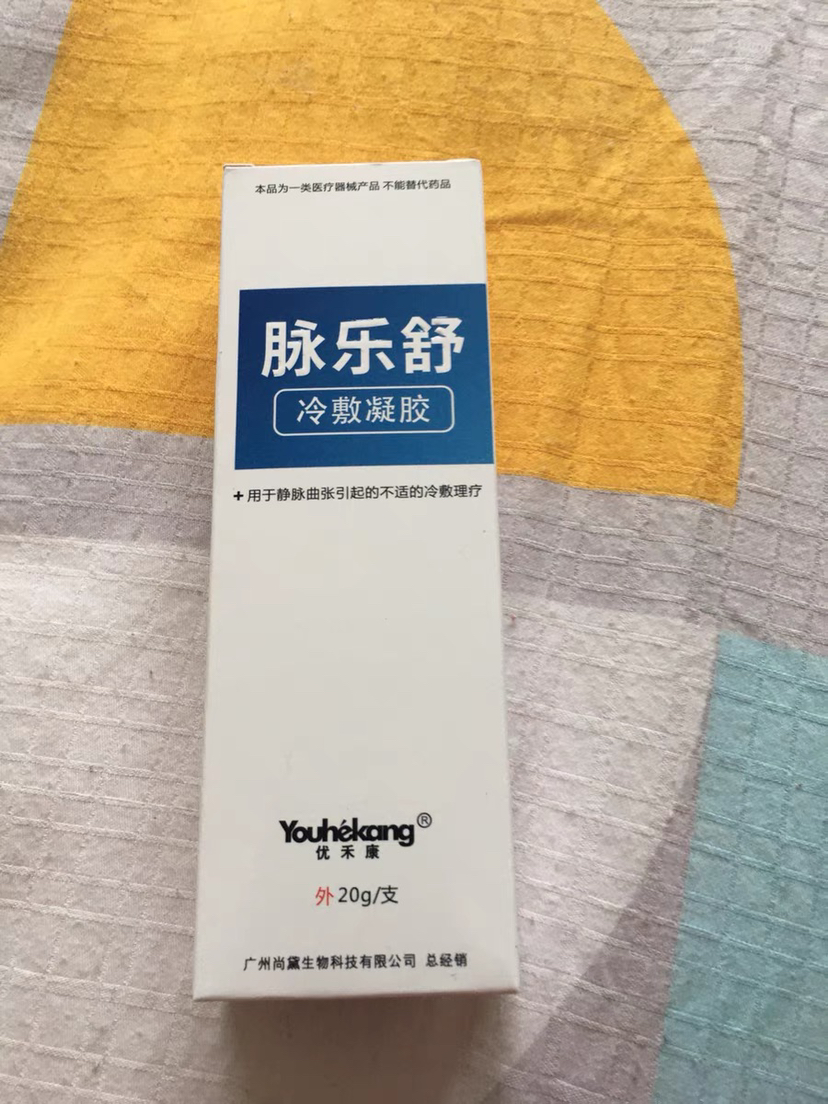 本品为一类医疗器械产品 不能替代药品
脉乐舒
冷敷凝胶
+用于静脉曲张引起的不适的冷敷理疗
Youhékang®
优禾康
外 20g/支
广州尚黛生物科技有限公司 总经销